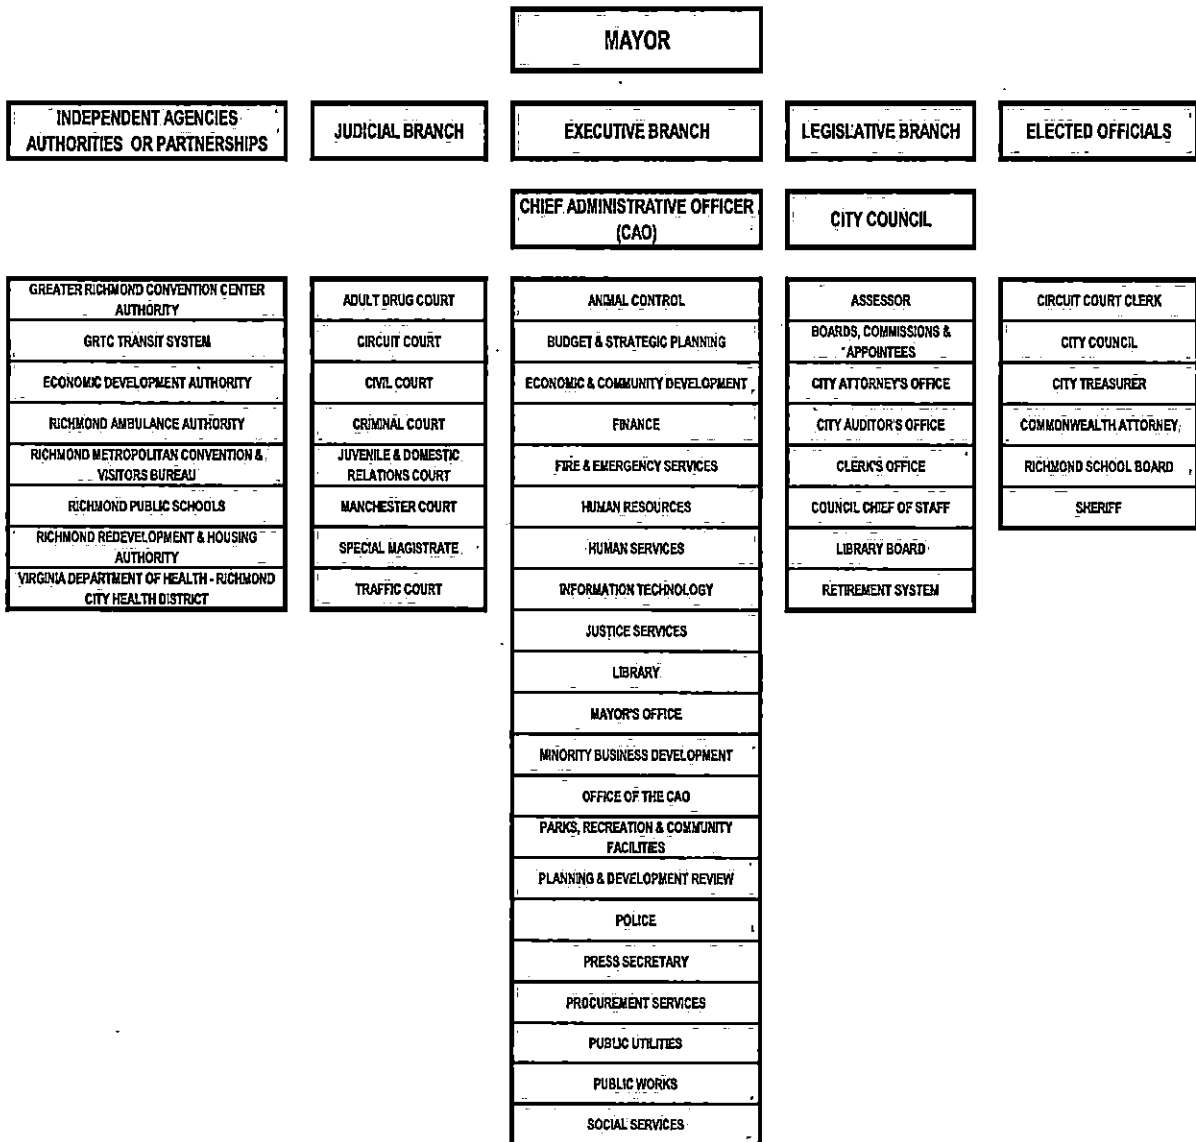 MAYOR
INDEPENDENT AGENCIES
AUTHORITIES OR PARTNERSHIPS
JUDICIAL BRANCH
EXECUTIVE BRANCH
LEGISLATIVE BRANCH
ELECTED OFFICIALS
CHIEF ADMINISTRATIVE OFFICER
(CAO)
CITY COUNCIL
GREATER RICHMOND CONVENTION CENTER
AUTHORITY
GRTC TRANSIT SYSTEM
ECONOMIC DEVELOPMENT AUTHORITY
RICHMOND AMBULANCE AUTHORITY
RICHMOND METROPOLITAN CONVENTION &
VISITORS BUREAU
RICHMOND PUBLIC SCHOOLS
RICHMOND REDEVELOPMENT & HOUSING
AUTHORITY
VIRGINIA DEPARTMENT OF HEALTH - RICHMOND
CITY HEALTH DISTRICT
ADULT DRUG COURT
CIRCUIT COURT
CIVIL COURT
CRIMINAL COURT
JUVENILE & DOMESTIC
RELATIONS COURT
MANCHESTER COURT
SPECIAL MAGISTRATE
TRAFFIC COURT
ANIMAL CONTROL
BUDGET & STRATEGIC PLANNING
ECONOMIC & COMMUNITY DEVELOPMENT
FINANCE
FIRE & EMERGENCY SERVICES
HUMAN RESOURCES
HUMAN SERVICES
INFORMATION TECHNOLOGY
JUSTICE SERVICES
LIBRARY
MAYOR'S OFFICE
MINORITY BUSINESS DEVELOPMENT
OFFICE OF THE CAO
PARKS, RECREATION & COMMUNITY
FACILITIES
PLANNING & DEVELOPMENT REVIEW
POLICE
PRESS SECRETARY
PROCUREMENT SERVICES
PUBLIC UTILITIES
PUBLIC WORKS
SOCIAL SERVICES
ASSESSOR
BOARDS, COMMISSIONS &
APPOINTEES
CITY ATTORNEY'S OFFICE
CITY AUDITOR'S OFFICE
CLERK'S OFFICE
COUNCIL CHIEF OF STAFF
LIBRARY BOARD
RETIREMENT SYSTEM
CIRCUIT COURT CLERK
CITY COUNCIL
CITY TREASURER
COMMONWEALTH ATTORNEY
RICHMOND SCHOOL BOARD
SHERIFF